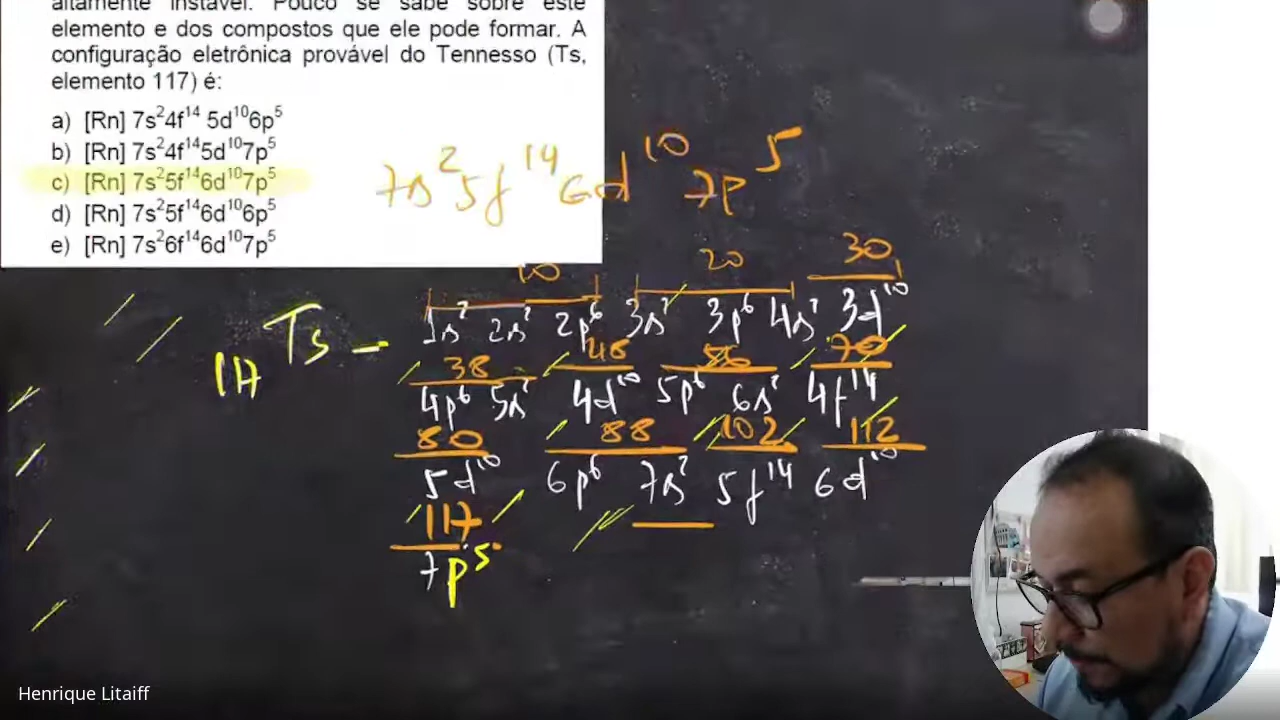 altamente instável. Pouco se sabe sobre este
elemento e dos compostos que ele pode formar. A
configuração eletrônica provável do Tennesso (Ts,
elemento 117) é:
a) [Rn] 7s²4f¹⁴ 5d¹⁰6p⁵
b) [Rn] 7s²4f¹⁴5d¹⁰7p⁵
c) [Rn] 7s²5f¹⁴6d¹⁰7p⁵
d) [Rn] 7s²5f¹⁴6d¹⁰6p⁵
e) [Rn] 7s²6f¹⁴6d¹⁰7p⁵
7s² 5f¹⁴ 6d¹⁰ 7p⁵
10 20 30
117 Ts - 1s² 2s² 2p⁶ 3s² 3p⁶ 4s² 3d¹⁰
38 48 56 70
4p⁶ 5s² 4d¹⁰ 5p⁶ 6s² 4f¹⁴
80 88 102 112
5d¹⁰ 6p⁶ 7s² 5f¹⁴ 6d¹⁰
117
7p⁵
Henrique Litaiff